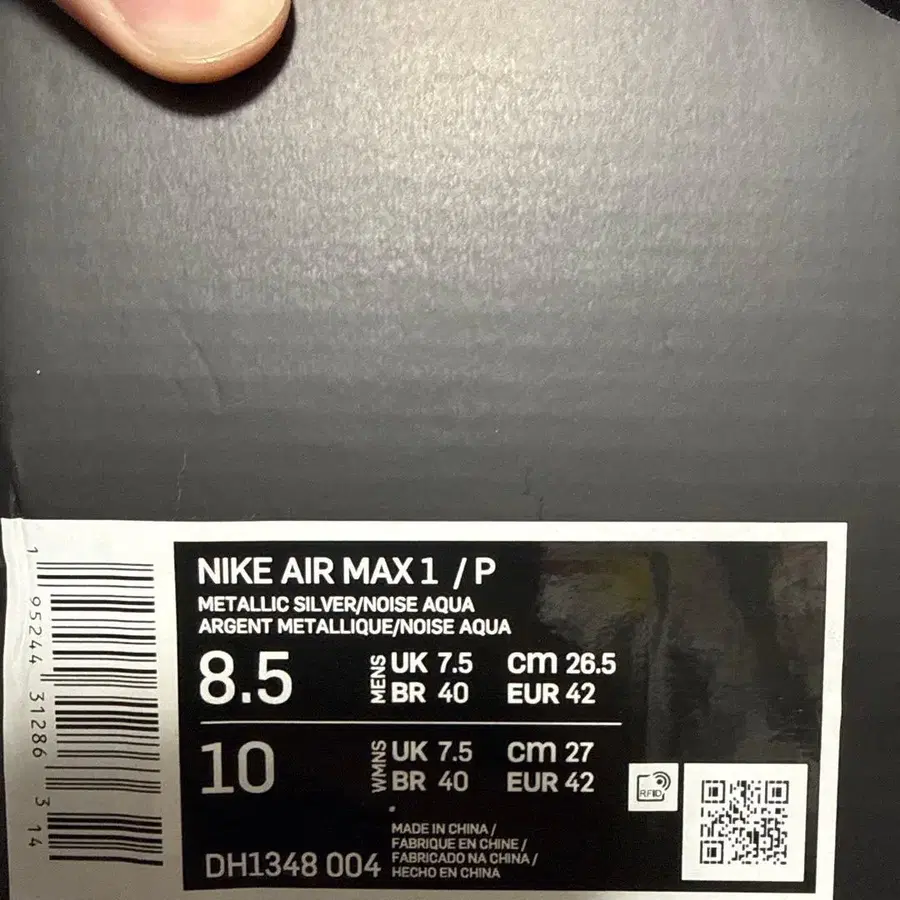 NIKE AIR MAX 1 / P
METALLIC SILVER/NOISE AQUA
ARGENT METALLIQUE/NOISE AQUA
8.5 MENS UK 7.5 cm 26.5
BR 40 EUR 42
10 WMNS UK 7.5 cm 27
BR 40 EUR 42
RFID
DH1348 004
MADE IN CHINA /
FABRIQUE EN CHINE /
FABRICADO NA CHINA /
HECHO EN CHINA
1 95244 31286 3 14